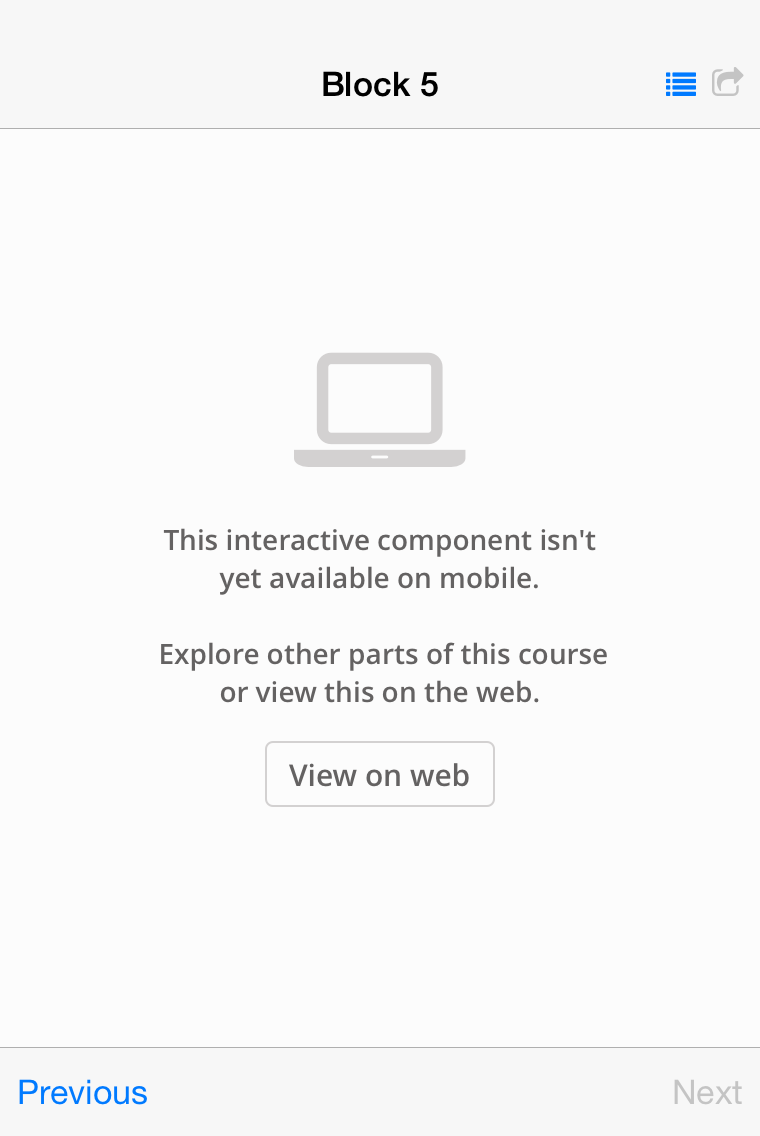 Block 5
This interactive component isn't
yet available on mobile.
Explore other parts of this course
or view this on the web.
View on web
Previous
Next